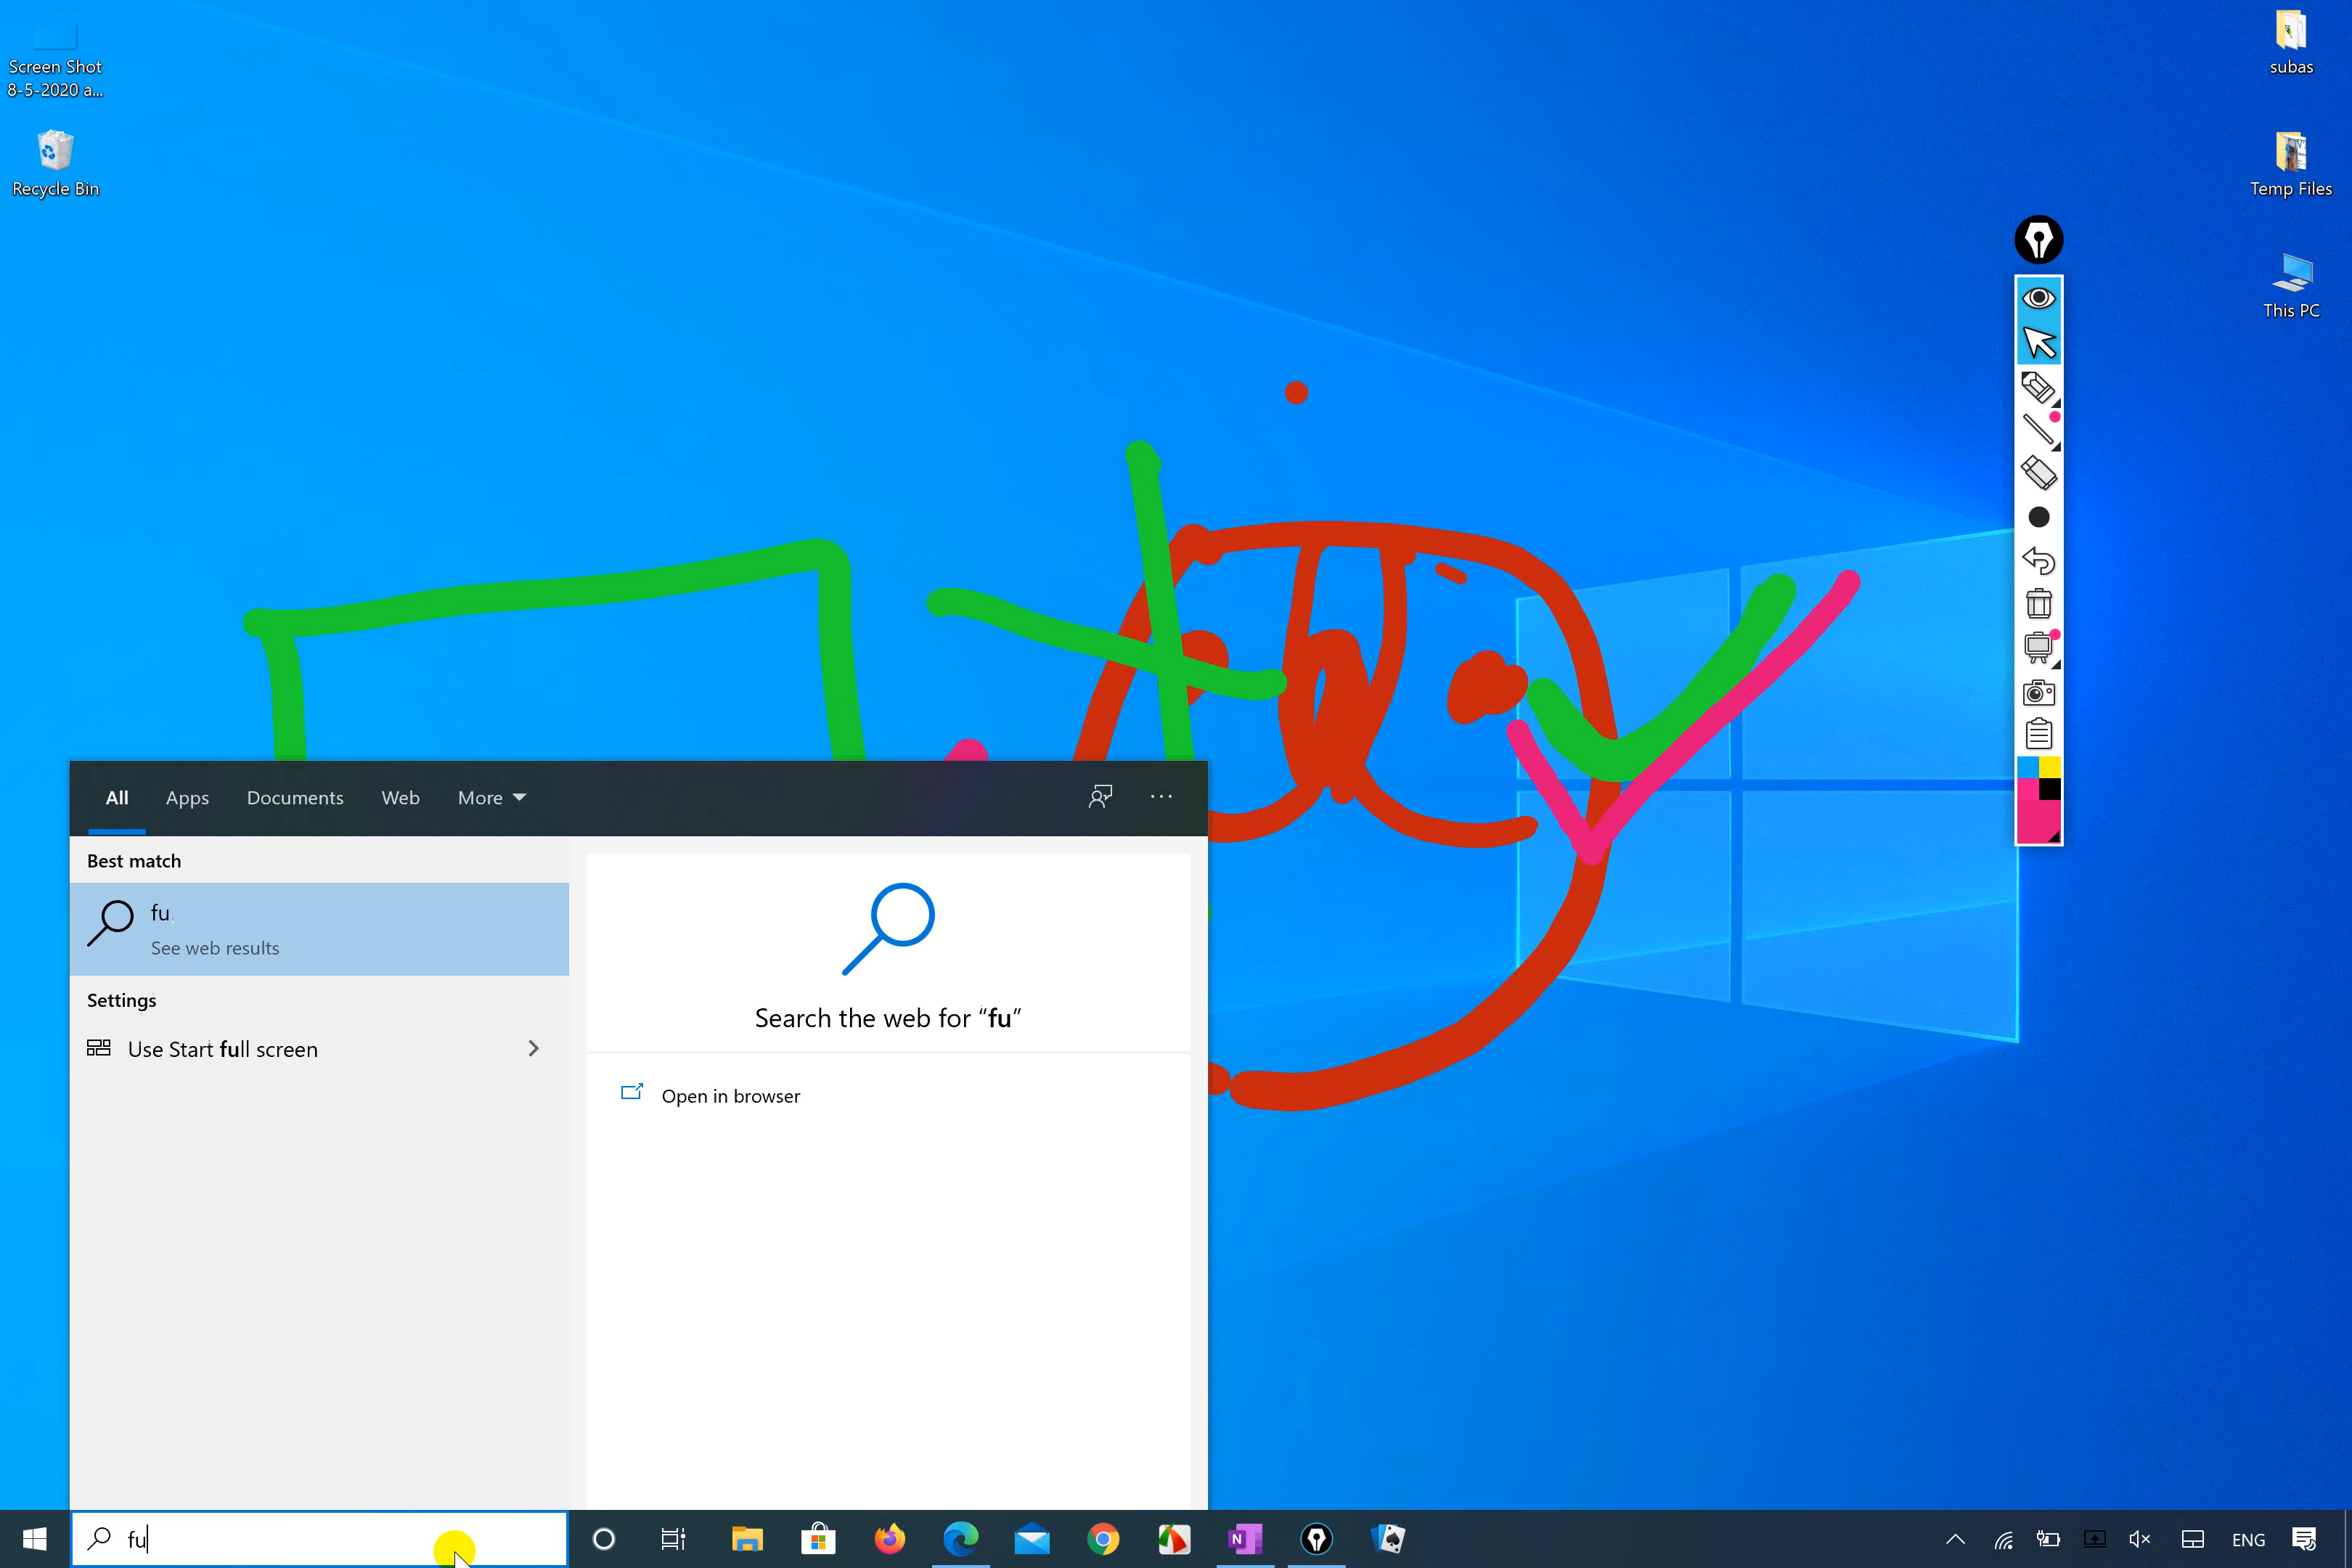 Screen Shot
8-5-2020 a...
Recycle Bin
subas
Temp Files
This PC
All Apps Documents Web More
Best match
fu
See web results
Settings
Use Start full screen
Search the web for “fu”
Open in browser
fu
ENG